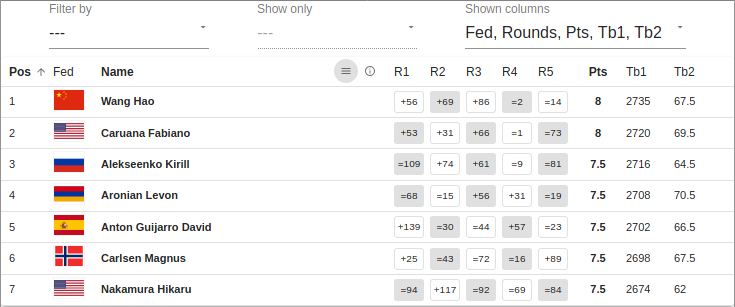 Filter by Show only Shown columns
--- --- Fed, Rounds, Pts, Tb1, Tb2
Pos Fed Name R1 R2 R3 R4 R5 Pts Tb1 Tb2
1 Wang Hao +56 +69 +86 =2 =14 8 2735 67.5
2 Caruana Fabiano +53 +31 +66 =1 =73 8 2720 69.5
3 Alekseenko Kirill =109 +74 +61 =9 =81 7.5 2716 64.5
4 Aronian Levon =68 =15 +56 +31 =19 7.5 2708 70.5
5 Anton Guijarro David +139 =30 =44 +57 =23 7.5 2702 66.5
6 Carlsen Magnus +25 =43 =72 =16 +89 7.5 2698 67.5
7 Nakamura Hikaru =94 +117 =92 =69 =84 7.5 2674 62